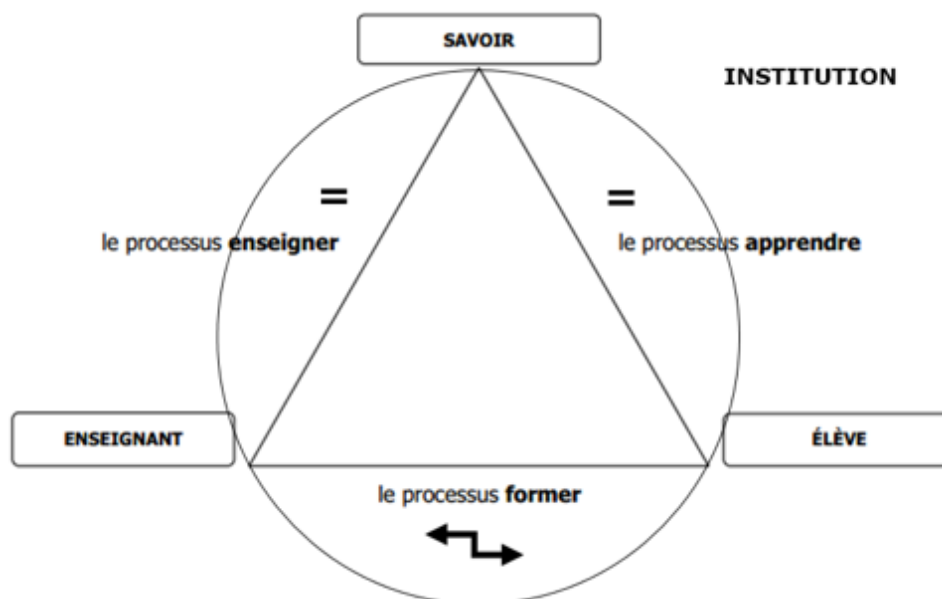 SAVOIR
INSTITUTION
=
=
le processus enseigner
le processus apprendre
ENSEIGNANT
ÉLÈVE
le processus former